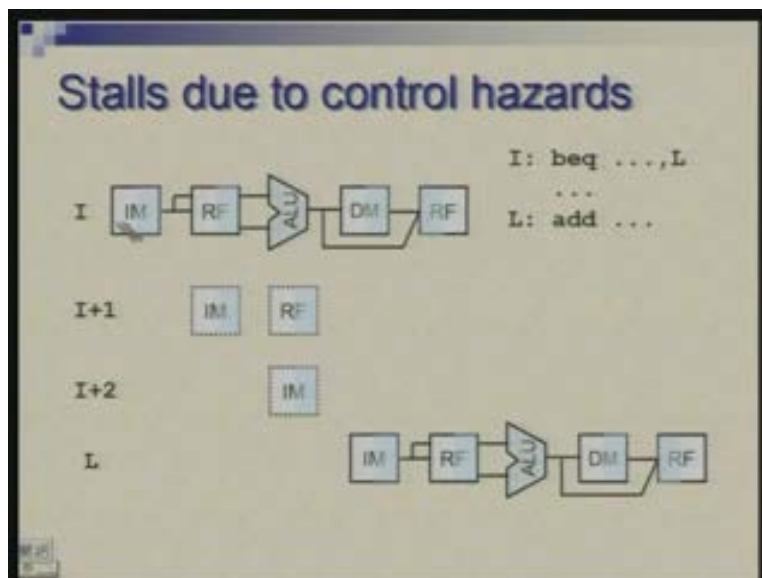 Stalls due to control hazards
I: beq ...,L
...
L: add ...
I IM RF ALU DM RF
I+1 IM RF
I+2 IM
L IM RF ALU DM RF